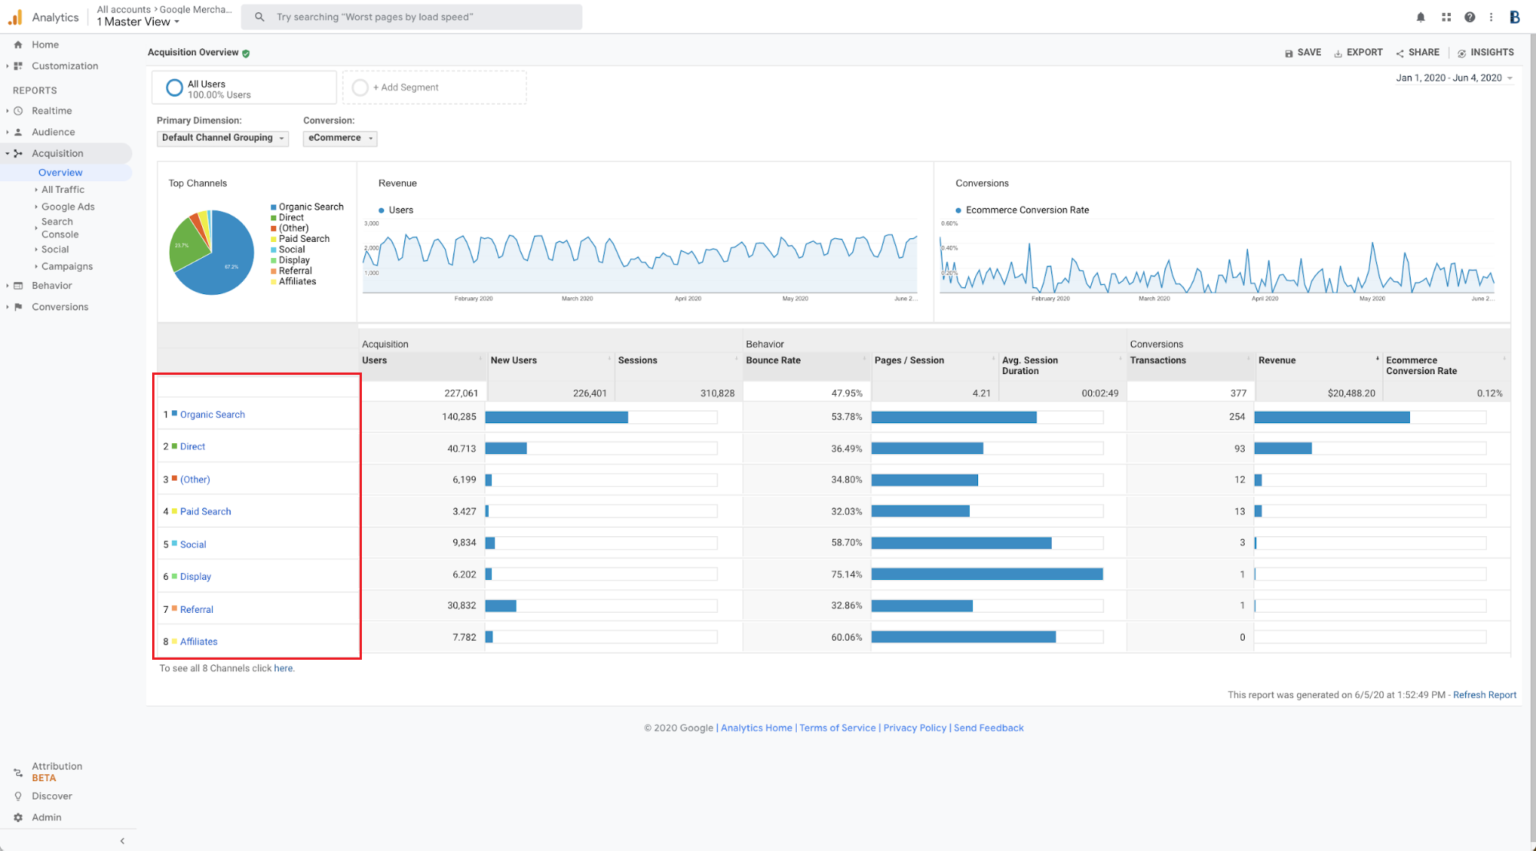 Analytics
All accounts > Google Mercha...
1 Master View
Try searching "Worst pages by load speed"
Home
Customization
REPORTS
Realtime
Audience
Acquisition
Overview
All Traffic
Google Ads
Search
Console
Social
Campaigns
Behavior
Conversions
Attribution
BETA
Discover
Admin
Acquisition Overview
SAVE
EXPORT
SHARE
INSIGHTS
All Users
100.00% Users
+ Add Segment
Jan 1, 2020 - Jun 4, 2020
Primary Dimension:
Conversion:
Default Channel Grouping
eCommerce
Top Channels
67.2%
Organic Search
Direct
(Other)
Paid Search
Social
Display
Referral
Affiliates
Revenue
Users
3,000
2,000
1,000
February 2020
March 2020
April 2020
May 2020
June 2...
Conversions
Ecommerce Conversion Rate
0.60%
0.40%
February 2020
March 2020
April 2020
May 2020
June 2...
Acquisition
Behavior
Conversions
Users
New Users
Sessions
Bounce Rate
Pages / Session
Avg. Session
Duration
Transactions
Revenue
Ecommerce
Conversion Rate
227,061
226,401
310,828
47.95%
4.21
00:02:49
377
$20,488.20
0.12%
1 Organic Search 140,285 53.78% 254
2 Direct 40.713 36.49% 93
3 (Other) 6,199 34.80% 12
4 Paid Search 3.427 32.03% 13
5 Social 9,834 58.70% 3
6 Display 6.202 75.14% 1
7 Referral 30,832 32.86% 1
8 Affiliates 7.782 60.06% 0
To see all 8 Channels click here.
This report was generated on 6/5/20 at 1:52:49 PM - Refresh Report
© 2020 Google | Analytics Home | Terms of Service | Privacy Policy | Send Feedback